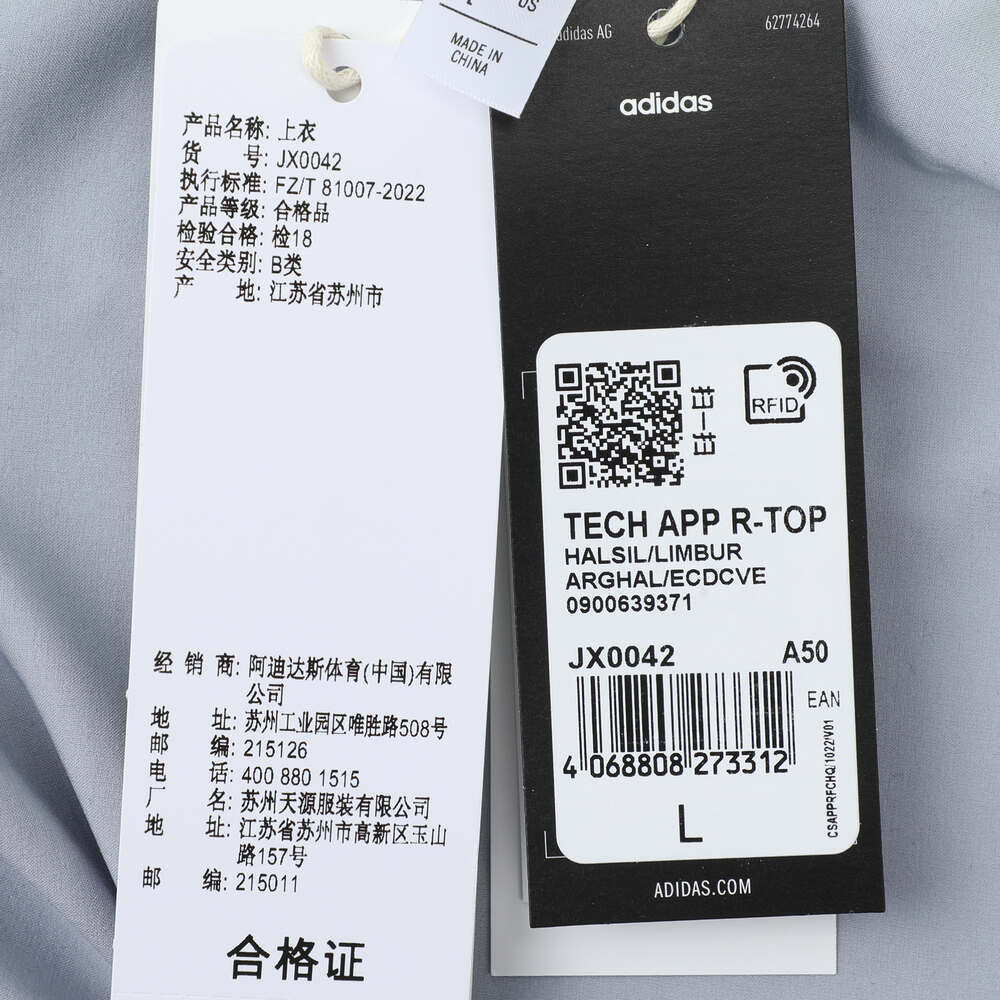 产品名称: 上衣
货 号: JX0042
执行标准: FZ/T 81007-2022
产品等级: 合格品
检验合格: 检18
安全类别: B类
产 地: 江苏省苏州市
经 销 商: 阿迪达斯体育(中国)有限
公司
地 址: 苏州工业园区唯胜路508号
邮 编: 215126
电 话: 400 880 1515
厂 名: 苏州天源服装有限公司
地 址: 江苏省苏州市高新区玉山
路157号
邮 编: 215011
合格证
US
MADE IN
CHINA
adidas AG
62774264
adidas
扫一扫
RFID
TECH APP R-TOP
HALSIL/LIMBUR
ARGHAL/ECDCVE
0900639371
JX0042 A50
EAN
4 068808 273312
CSAPPRFCHQ/1022/V01
L
ADIDAS.COM